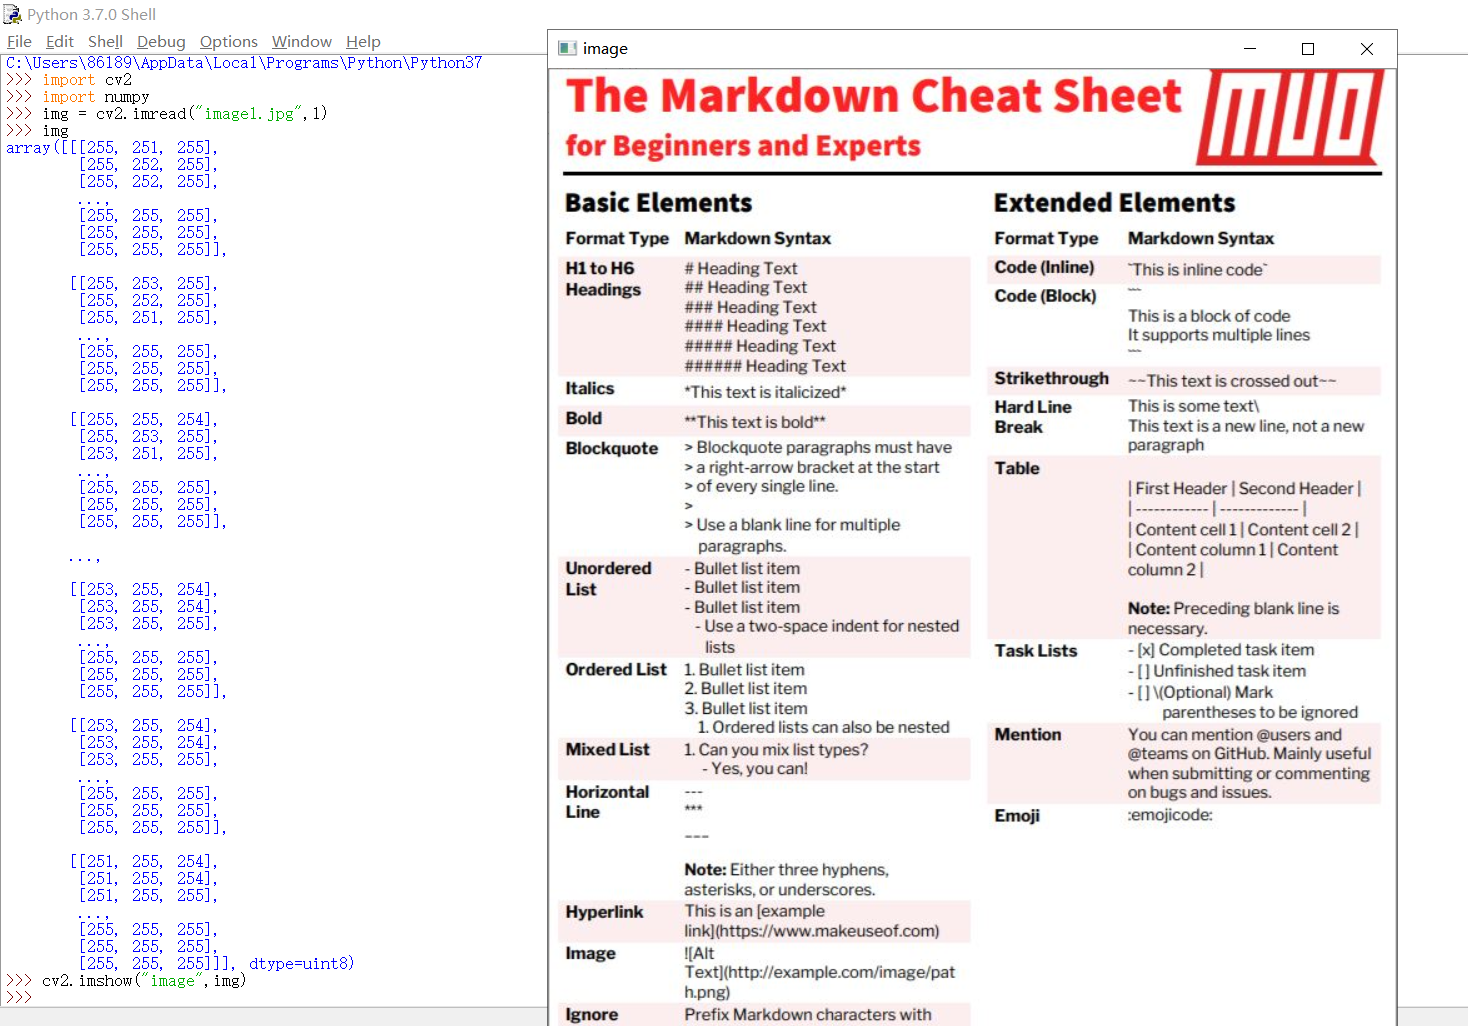 Python 3.7.0 Shell
File Edit Shell Debug Options Window Help
C:\Users\86189\AppData\Local\Programs\Python\Python37
>>> import cv2
>>> import numpy
>>> img = cv2.imread("image1.jpg",1)
>>> img
array([[[255, 251, 255],
[255, 252, 255],
[255, 252, 255],
...,
[255, 255, 255],
[255, 255, 255],
[255, 255, 255]],
[[255, 253, 255],
[255, 252, 255],
[255, 251, 255],
...,
[255, 255, 255],
[255, 255, 255],
[255, 255, 255]],
[[255, 255, 254],
[255, 253, 255],
[253, 251, 255],
...,
[255, 255, 255],
[255, 255, 255],
[255, 255, 255]],
...,
[[253, 255, 254],
[253, 255, 254],
[253, 255, 255],
...,
[255, 255, 255],
[255, 255, 255],
[255, 255, 255]],
[[253, 255, 254],
[253, 255, 254],
[253, 255, 255],
...,
[255, 255, 255],
[255, 255, 255],
[255, 255, 255]],
[[251, 255, 254],
[251, 255, 254],
[251, 255, 255],
...,
[255, 255, 255],
[255, 255, 255],
[255, 255, 255]]], dtype=uint8)
>>> cv2.imshow("image",img)
>>>
image
The Markdown Cheat Sheet
for Beginners and Experts
muo
Basic Elements
Format Type Markdown Syntax
H1 to H6
Headings
# Heading Text
## Heading Text
### Heading Text
#### Heading Text
##### Heading Text
###### Heading Text
Italics
*This text is italicized*
Bold
**This text is bold**
Blockquote
> Blockquote paragraphs must have
> a right-arrow bracket at the start
> of every single line.
>
> Use a blank line for multiple
paragraphs.
Unordered
List
- Bullet list item
- Bullet list item
- Bullet list item
- Use a two-space indent for nested
lists
Ordered List
1. Bullet list item
2. Bullet list item
3. Bullet list item
1. Ordered lists can also be nested
Mixed List
1. Can you mix list types?
- Yes, you can!
Horizontal
Line
---
***
___
Note: Either three hyphens,
asterisks, or underscores.
Hyperlink
This is an [example
link](https://www.makeuseof.com)
Image
![Alt
Text](http://example.com/image/pat
h.png)
Ignore
Prefix Markdown characters with
Extended Elements
Format Type Markdown Syntax
Code (Inline)
`This is inline code`
Code (Block)
```
This is a block of code
It supports multiple lines
```
Strikethrough
~~This text is crossed out~~
Hard Line
Break
This is some text\
This text is a new line, not a new
paragraph
Table
| First Header | Second Header |
| ------------ | ------------- |
| Content cell 1 | Content cell 2 |
| Content column 1 | Content
column 2 |
Note: Preceding blank line is
necessary.
Task Lists
- [x] Completed task item
- [ ] Unfinished task item
- [ ] \(Optional) Mark
parentheses to be ignored
Mention
You can mention @users and
@teams on GitHub. Mainly useful
when submitting or commenting
on bugs and issues.
Emoji
:emojicode: